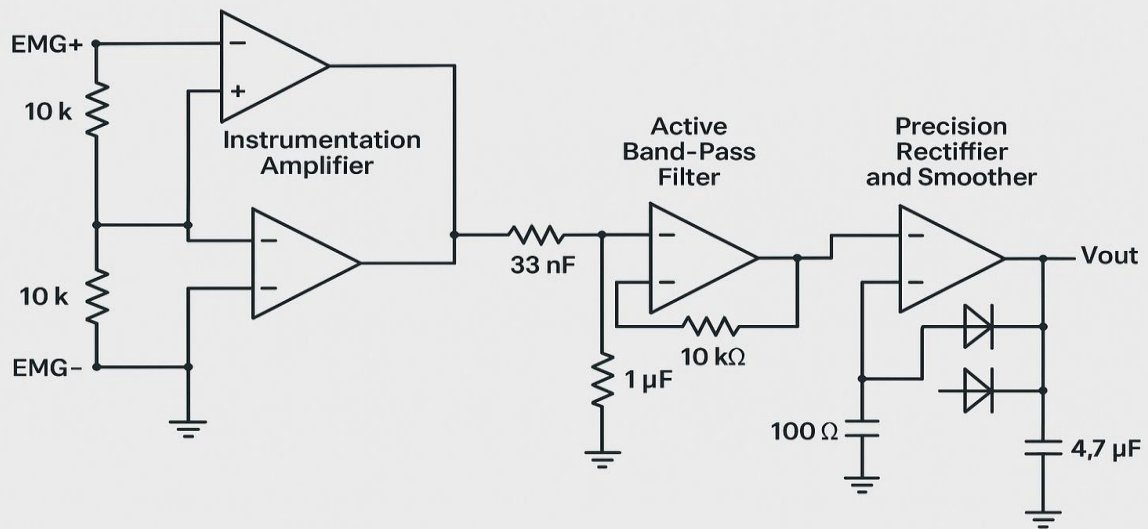 EMG+
−
10 k
+
Instrumentation
Amplifier
−
10 k
−
EMG−
33 nF
Active
Band-Pass
Filter
−
−
10 kΩ
1 µF
Precision
Rectiffier
and Smoother
−
−
Vout
100 Ω
4,7 µF